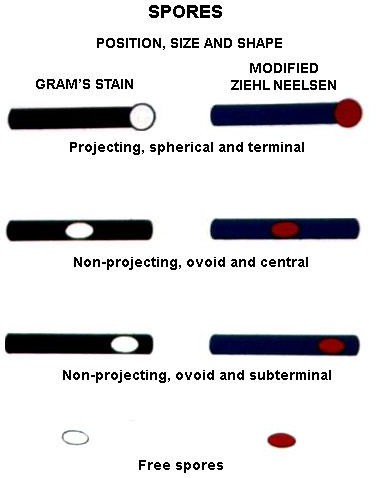 SPORES
POSITION, SIZE AND SHAPE
GRAM'S STAIN
MODIFIED
ZIEHL NEELSEN
Projecting, spherical and terminal
Non-projecting, ovoid and central
Non-projecting, ovoid and subterminal
Free spores